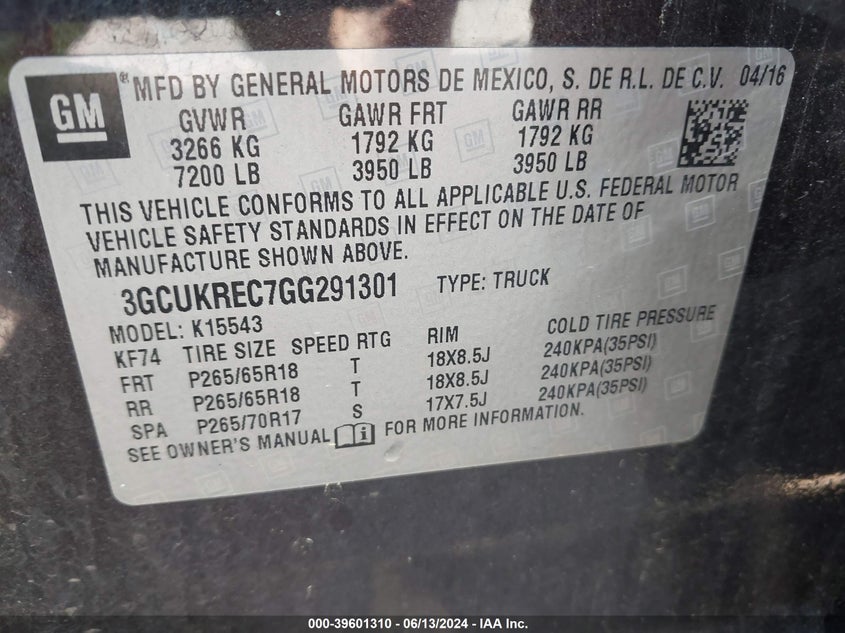 GM ® MFD BY GENERAL MOTORS DE MEXICO, S. DE R.L. DE C.V. 04/16
GVWR GAWR FRT GAWR RR
3266 KG 1792 KG 1792 KG
7200 LB 3950 LB 3950 LB
THIS VEHICLE CONFORMS TO ALL APPLICABLE U.S. FEDERAL MOTOR
VEHICLE SAFETY STANDARDS IN EFFECT ON THE DATE OF
MANUFACTURE SHOWN ABOVE.
3GCUKREC7GG291301 TYPE: TRUCK
MODEL: K15543
KF74 TIRE SIZE SPEED RTG RIM COLD TIRE PRESSURE
FRT P265/65R18 T 18X8.5J 240KPA(35PSI)
RR P265/65R18 T 18X8.5J 240KPA(35PSI)
SPA P265/70R17 S 17X7.5J 240KPA(35PSI)
SEE OWNER'S MANUAL FOR MORE INFORMATION.
000-39601310 - 06/13/2024 - IAA Inc.